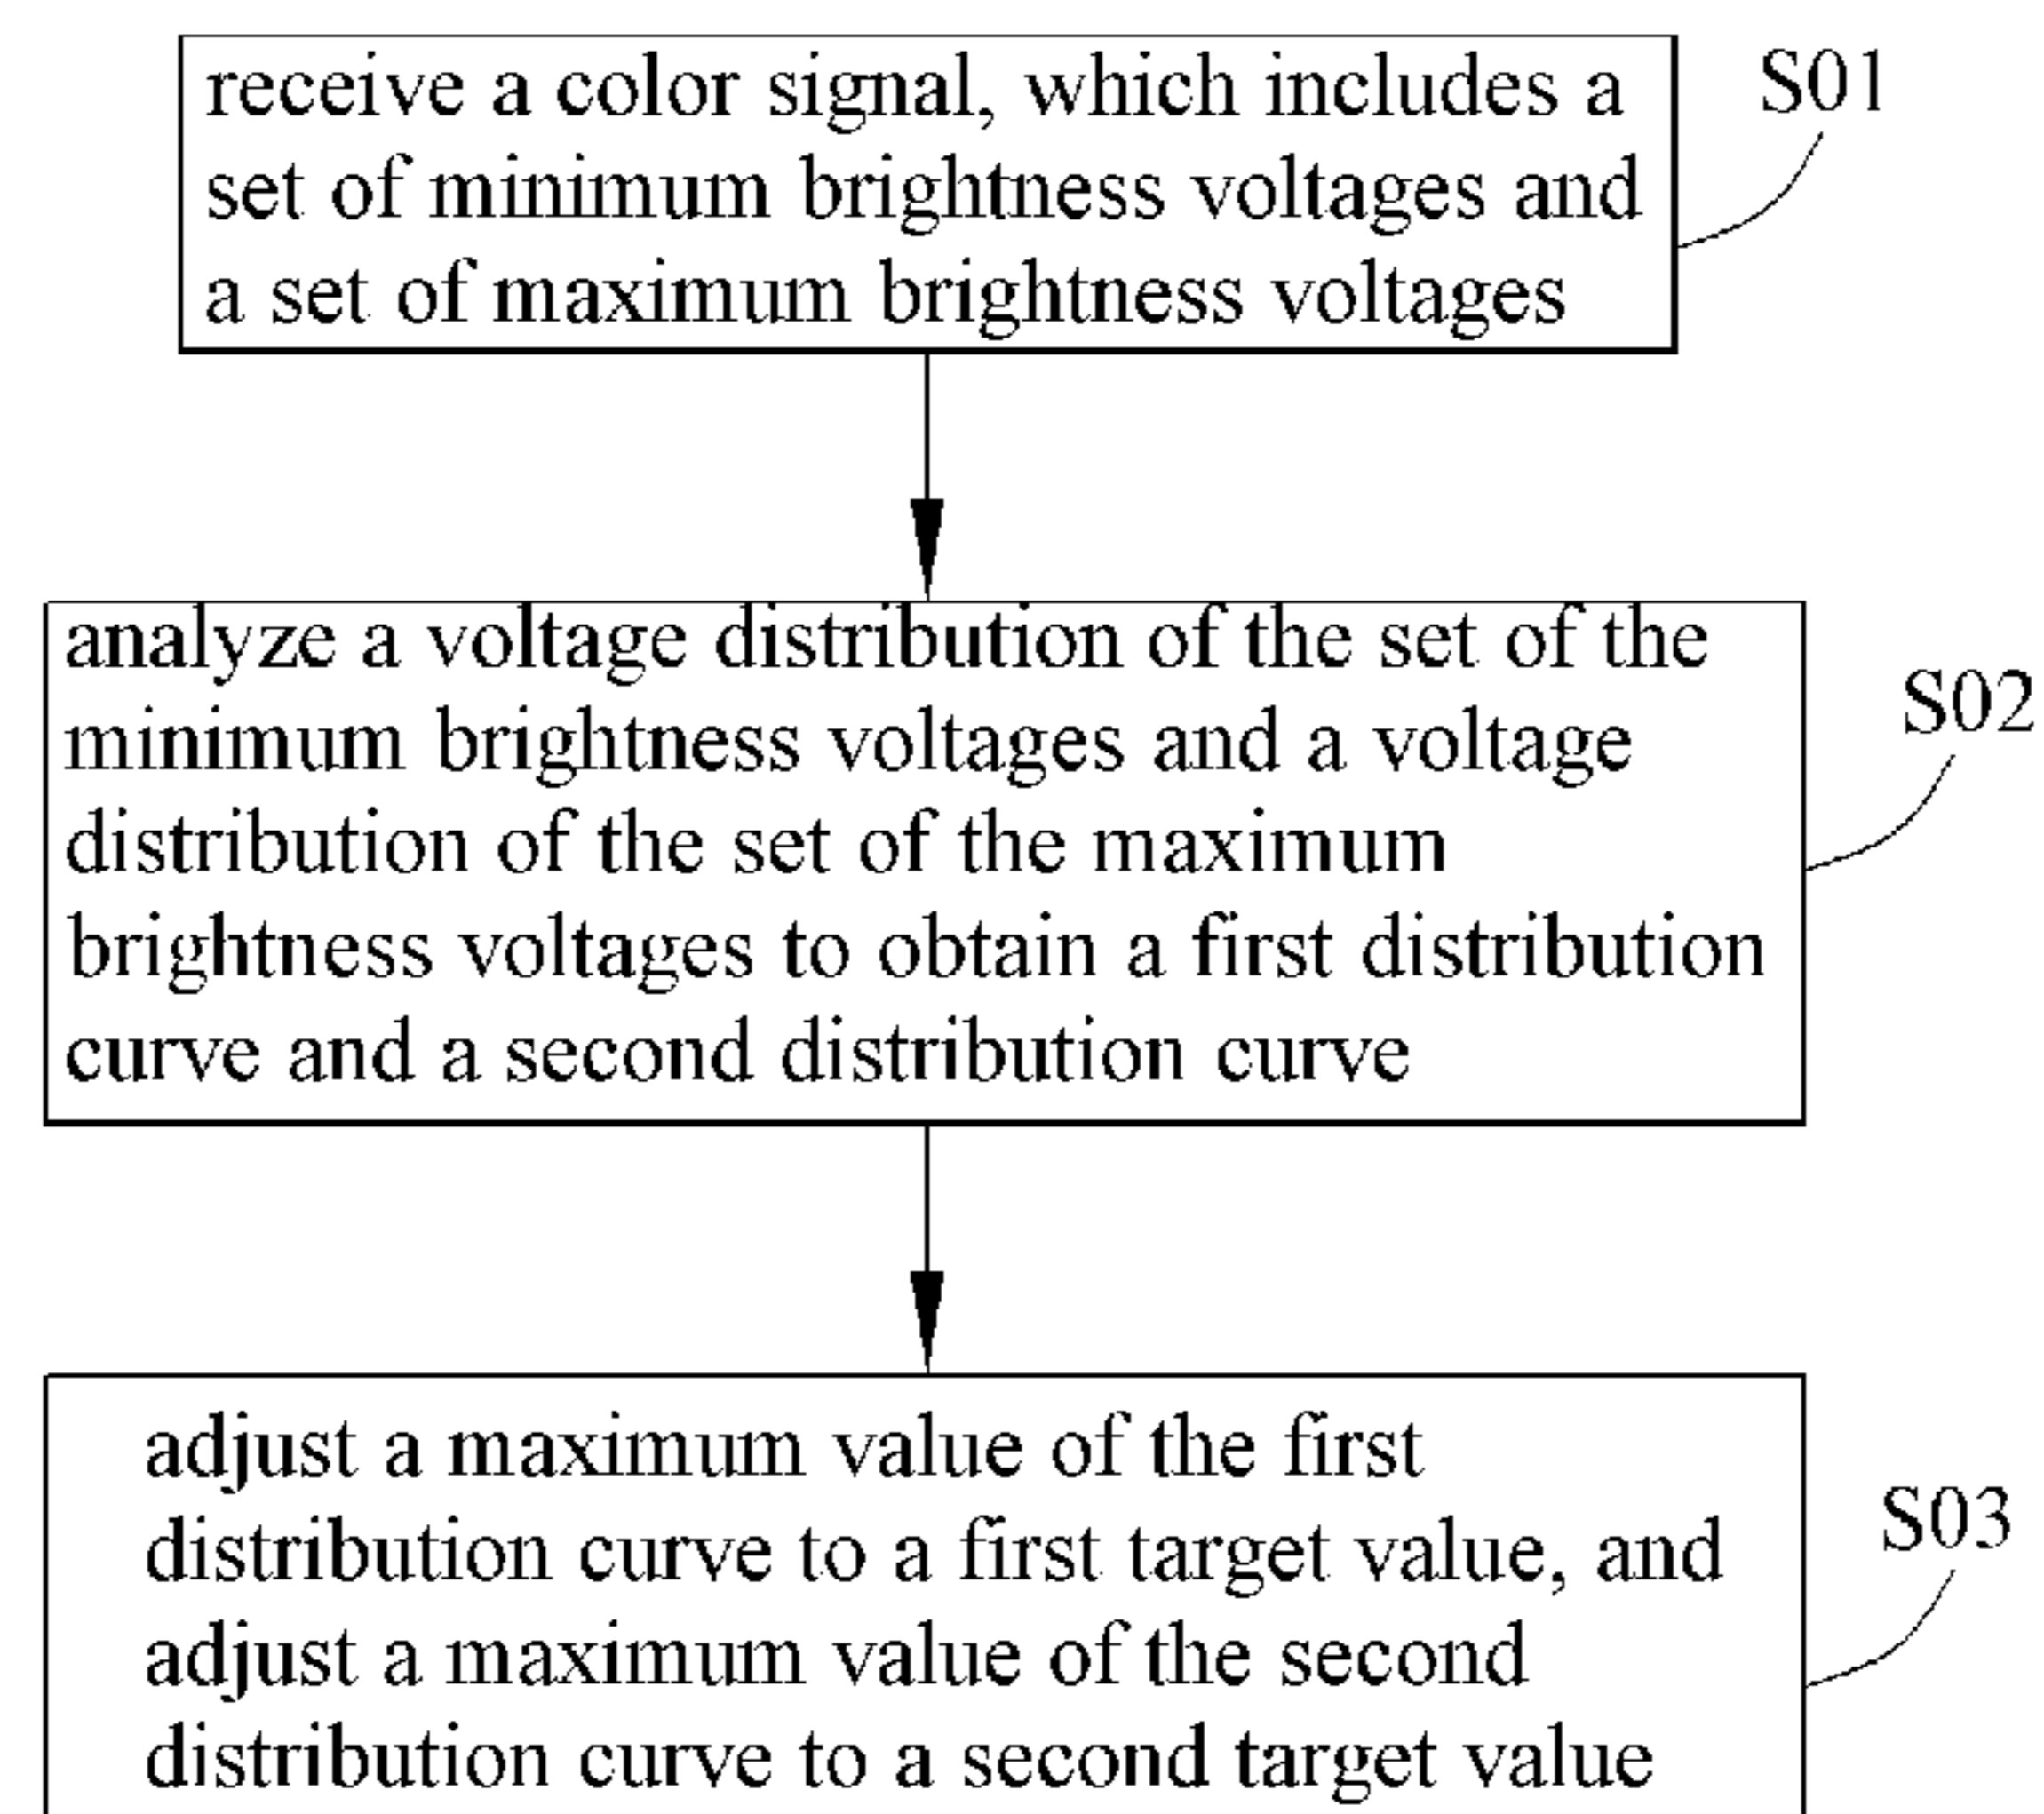 receive a color signal, which includes a
set of minimum brightness voltages and
a set of maximum brightness voltages
S01
analyze a voltage distribution of the set of the
minimum brightness voltages and a voltage
distribution of the set of the maximum
brightness voltages to obtain a first distribution
curve and a second distribution curve
S02
adjust a maximum value of the first
distribution curve to a first target value, and
adjust a maximum value of the second
distribution curve to a second target value
S03